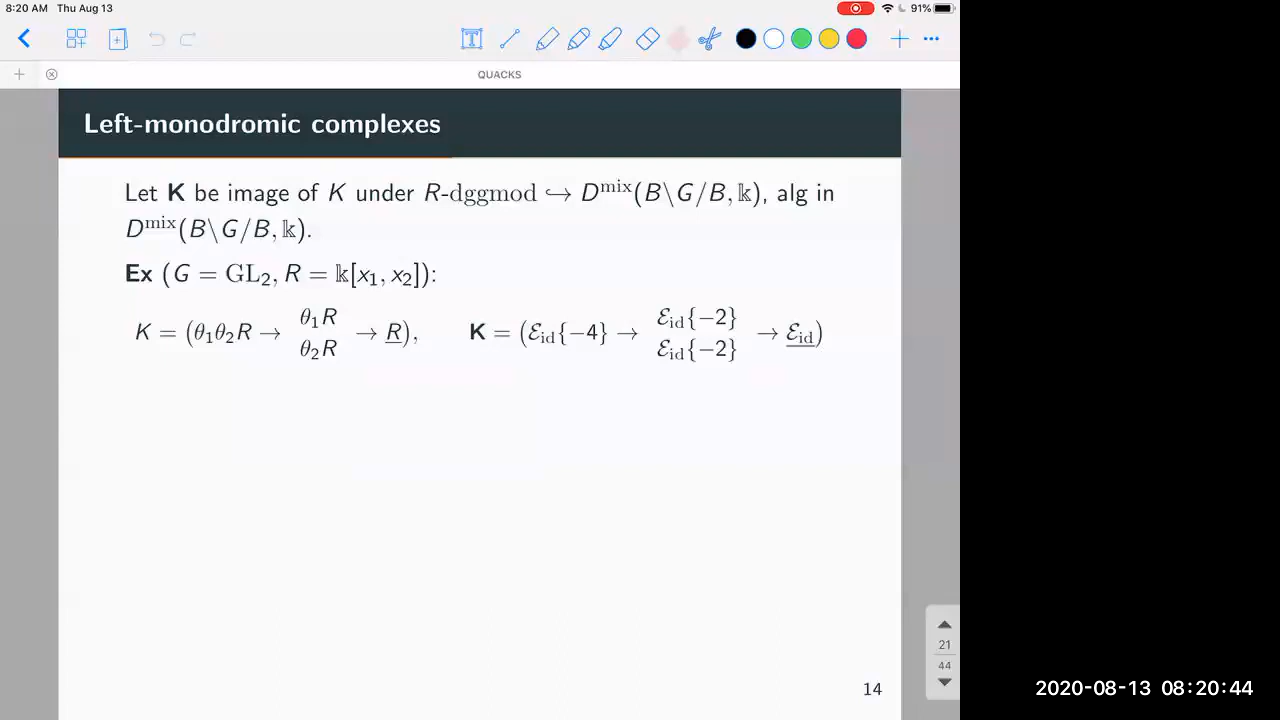 8:20 AM Thu Aug 13
91%
QUACKS
Left-monodromic complexes
Let K be image of K under R-dggmod ↪ D^mix(B\G/B, 𝕜), alg in
D^mix(B\G/B, 𝕜).
Ex (G = GL₂, R = 𝕜[x₁, x₂]):
K = (θ₁θ₂R → θ₁R θ₂R → R), K = (ℰ_id{−4} → ℰ_id{−2} ℰ_id{−2} → ℰ_id)
21
44
14
2020-08-13 08:20:44